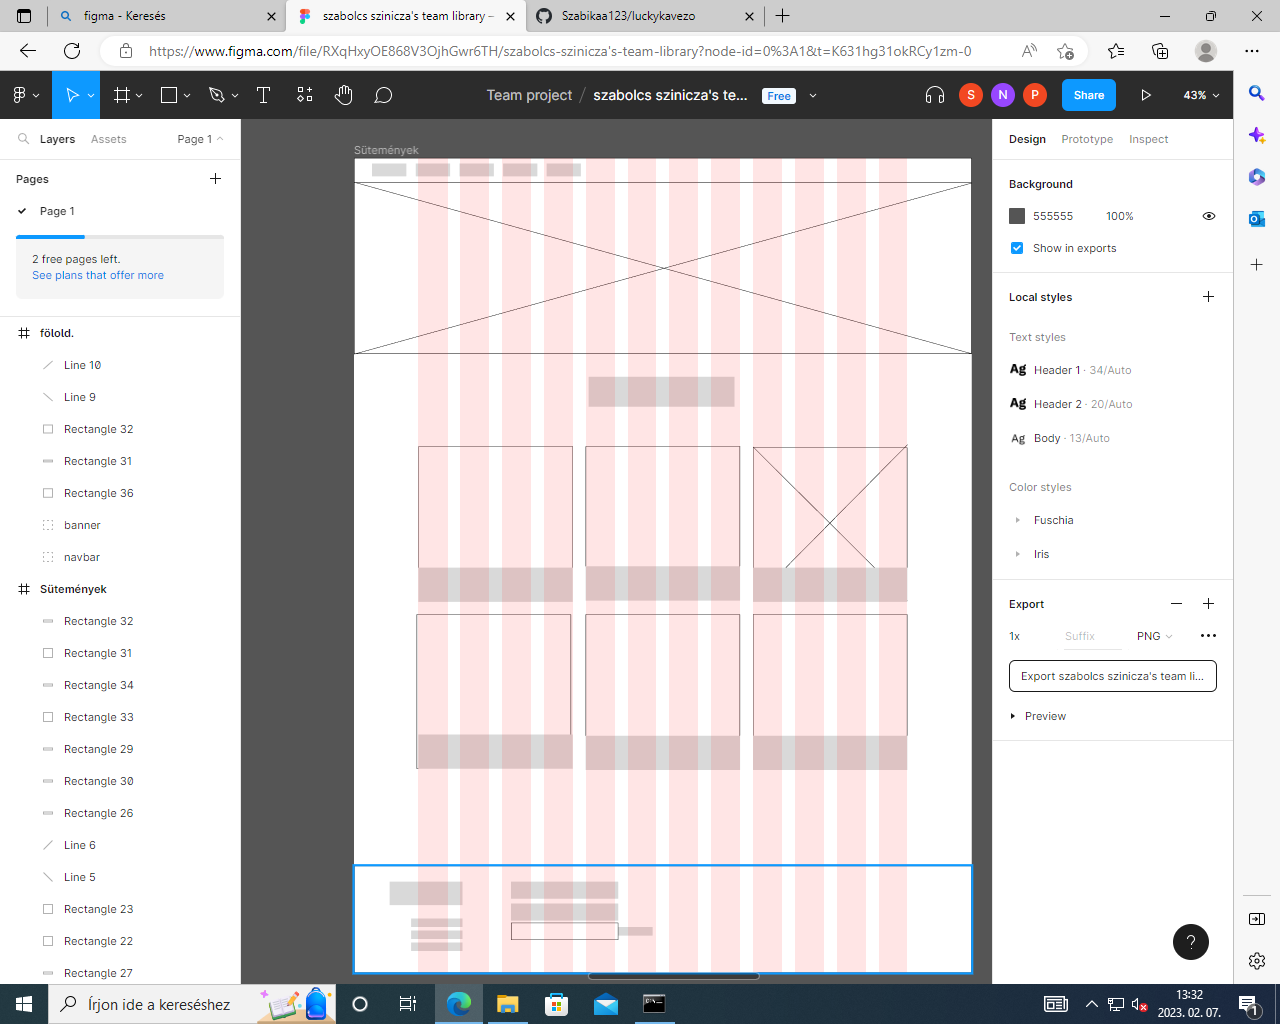 figma - Keresés
szabolcs szinicza's team library –
Szabikaa123/luckykavezo
https://www.figma.com/file/RXqHxyOE868V3OjhGwr6TH/szabolcs-szinicza's-team-library?node-id=0%3A1&t=K631hg31okRCy1zm-0
Team project / szabolcs szinicza's te...
Free
S
N
P
Share
43%
Layers
Assets
Page 1
Pages
Page 1
2 free pages left.
See plans that offer more
fölold.
Line 10
Line 9
Rectangle 32
Rectangle 31
Rectangle 36
banner
navbar
Sütemények
Rectangle 32
Rectangle 31
Rectangle 34
Rectangle 33
Rectangle 29
Rectangle 30
Rectangle 26
Line 6
Line 5
Rectangle 23
Rectangle 22
Rectangle 27
Sütemények
Design
Prototype
Inspect
Background
555555
100%
Show in exports
Local styles
Text styles
Ag Header 1 · 34/Auto
Ag Header 2 · 20/Auto
Ag Body · 13/Auto
Color styles
Fuschia
Iris
Export
1x
Suffix
PNG
Export szabolcs szinicza's team li...
Preview
?
Írjon ide a kereséshez
13:32
2023. 02. 07.
1